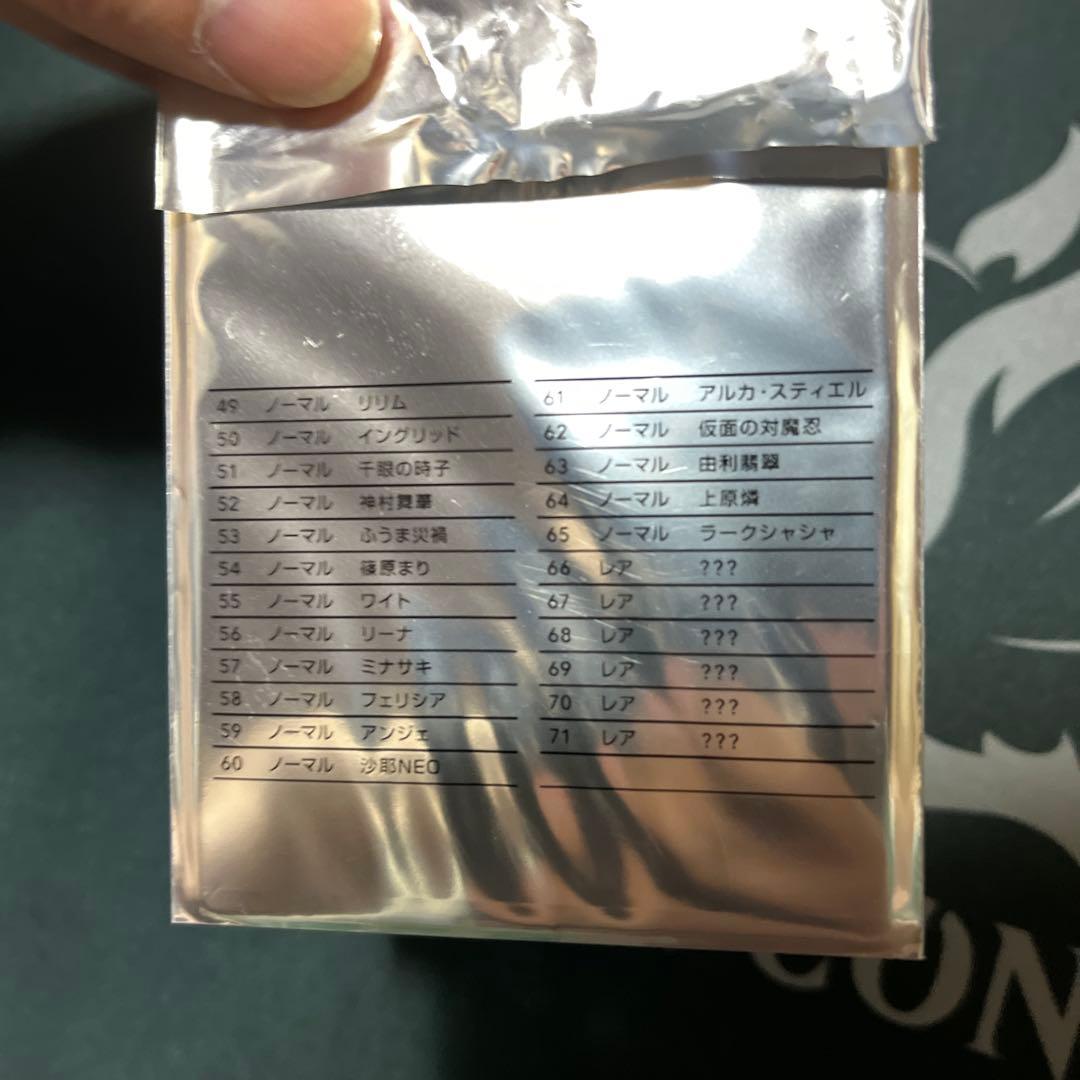 49 ノーマル リリム
50 ノーマル イングリッド
51 ノーマル 千眼の時子
52 ノーマル 神村舞華
53 ノーマル ふうま災禍
54 ノーマル 篠原まり
55 ノーマル ワイト
56 ノーマル リーナ
57 ノーマル ミナサキ
58 ノーマル フェリシア
59 ノーマル アンジェ
60 ノーマル 沙耶NEO
61 ノーマル アルカ・スティエル
62 ノーマル 仮面の対魔忍
63 ノーマル 由利翡翠
64 ノーマル 上原燐
65 ノーマル ラークシャシャ
66 レア ???
67 レア ???
68 レア ???
69 レア ???
70 レア ???
71 レア ???
CON